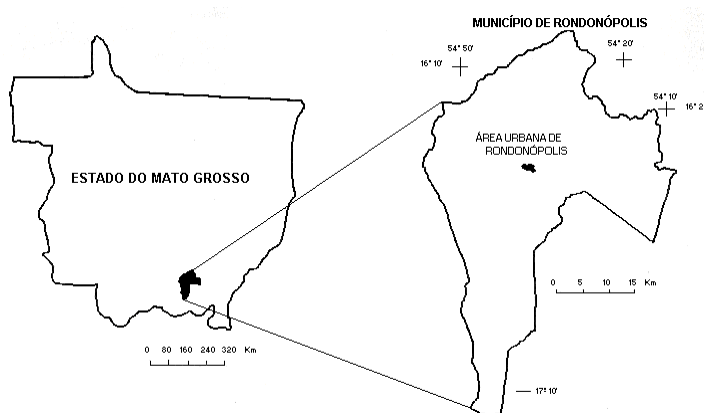 MUNICÍPIO DE RONDONÓPOLIS
54° 50'
54° 20'
16° 10'
54° 10'
16° 2
ÁREA URBANA DE
RONDONÓPOLIS
ESTADO DO MATO GROSSO
0 5 10 15 Km
0 80 160 240 320 Km
17° 10'